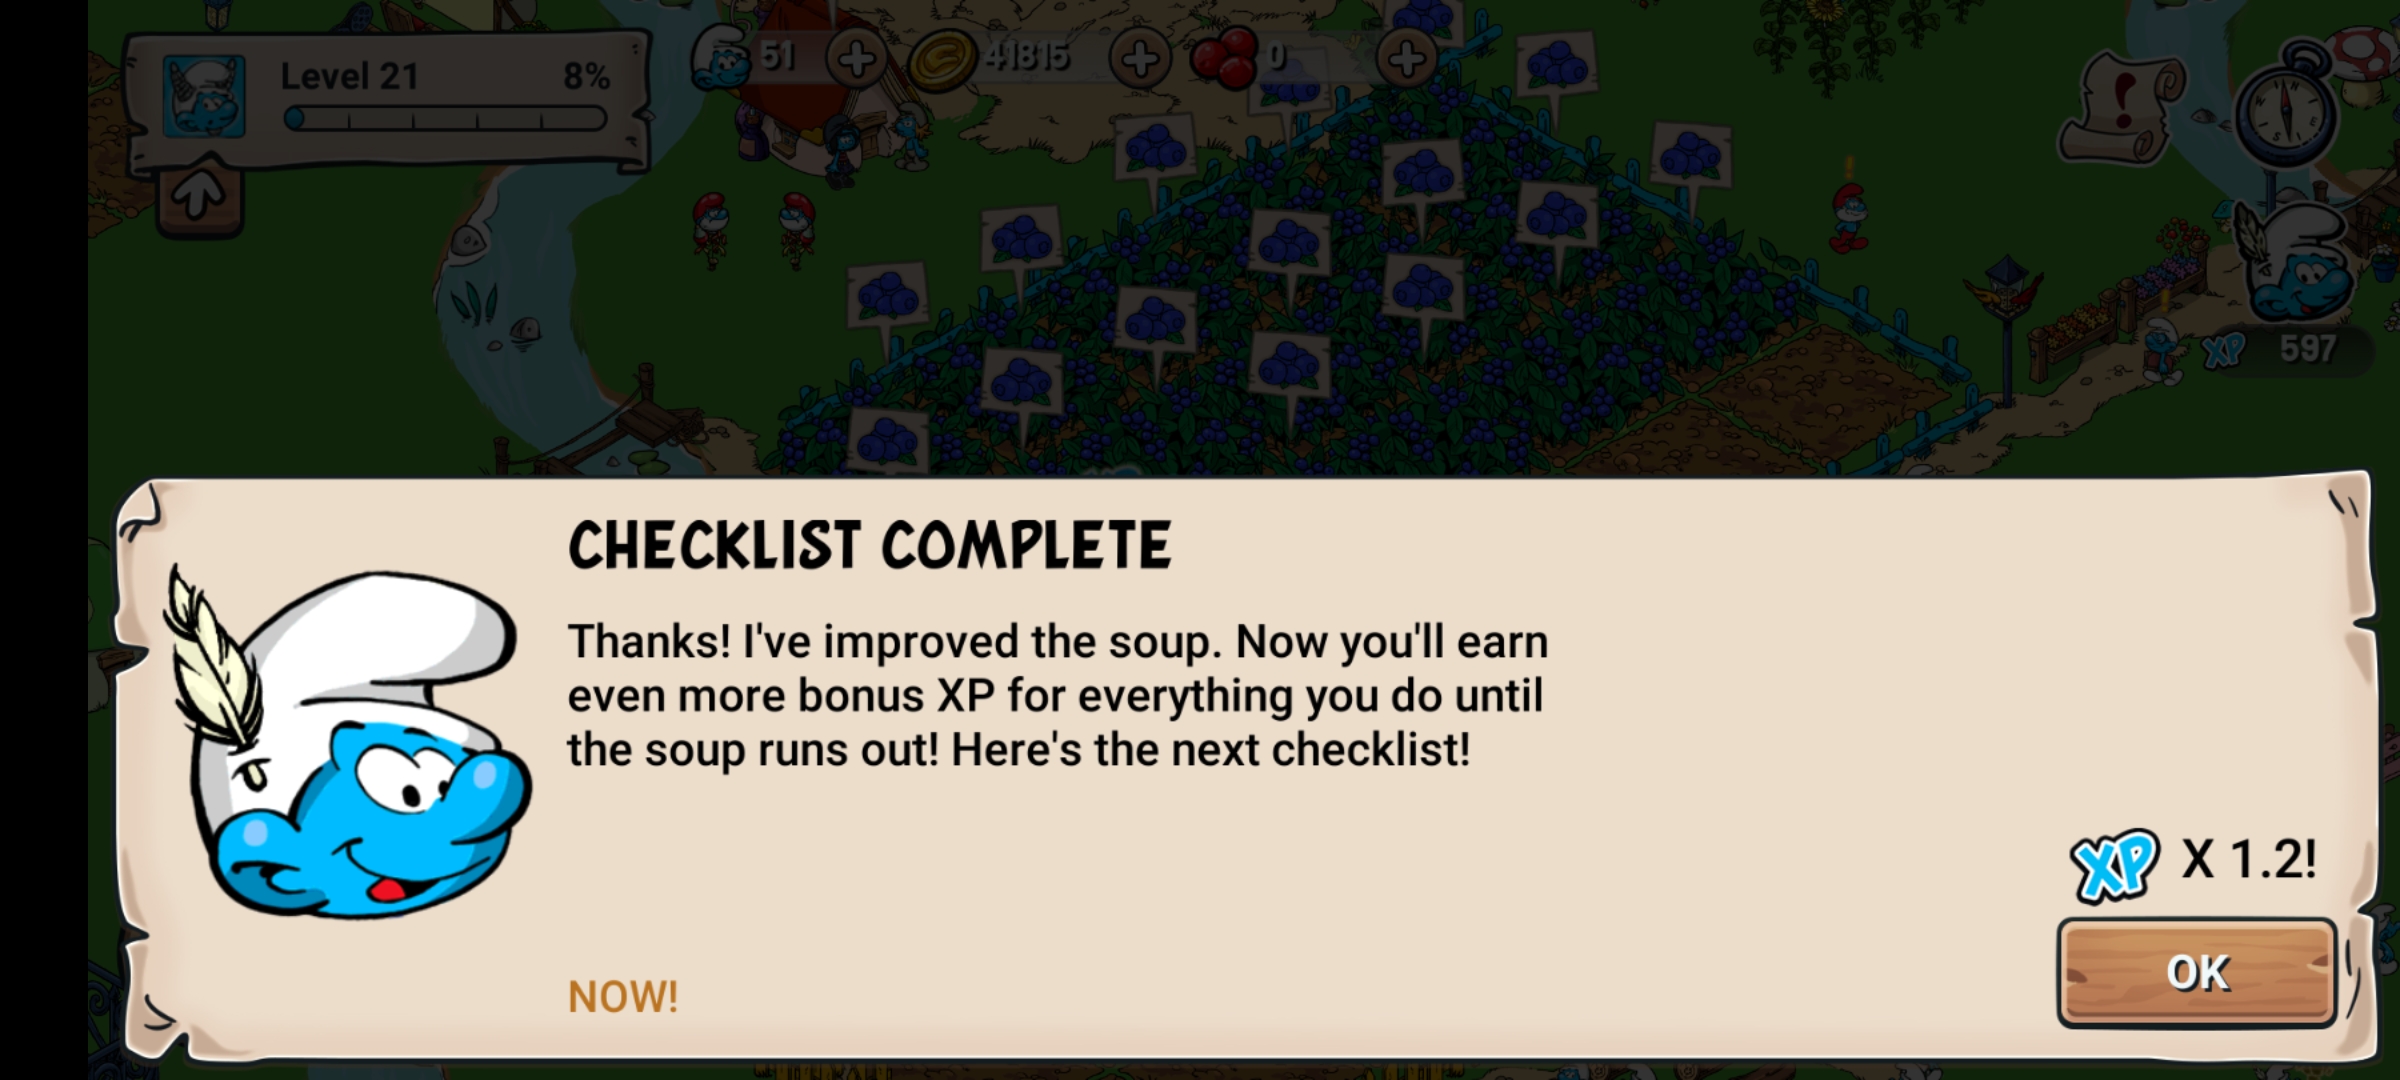 Level 21 8%
51
41815
0
XP 597
CHECKLIST COMPLETE
Thanks! I've improved the soup. Now you'll earn
even more bonus XP for everything you do until
the soup runs out! Here's the next checklist!
XP X 1.2!
NOW!
OK